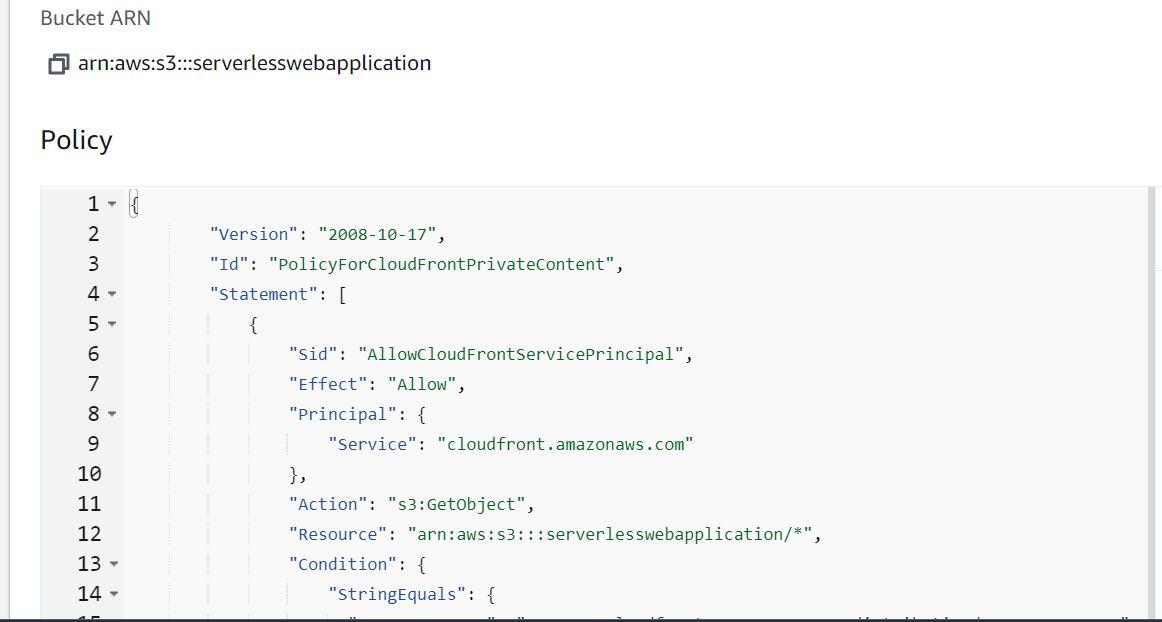 Bucket ARN
arn:aws:s3:::serverlesswebapplication
Policy
1 {
2 "Version": "2008-10-17",
3 "Id": "PolicyForCloudFrontPrivateContent",
4 "Statement": [
5 {
6 "Sid": "AllowCloudFrontServicePrincipal",
7 "Effect": "Allow",
8 "Principal": {
9 "Service": "cloudfront.amazonaws.com"
10 },
11 "Action": "s3:GetObject",
12 "Resource": "arn:aws:s3:::serverlesswebapplication/*",
13 "Condition": {
14 "StringEquals": {